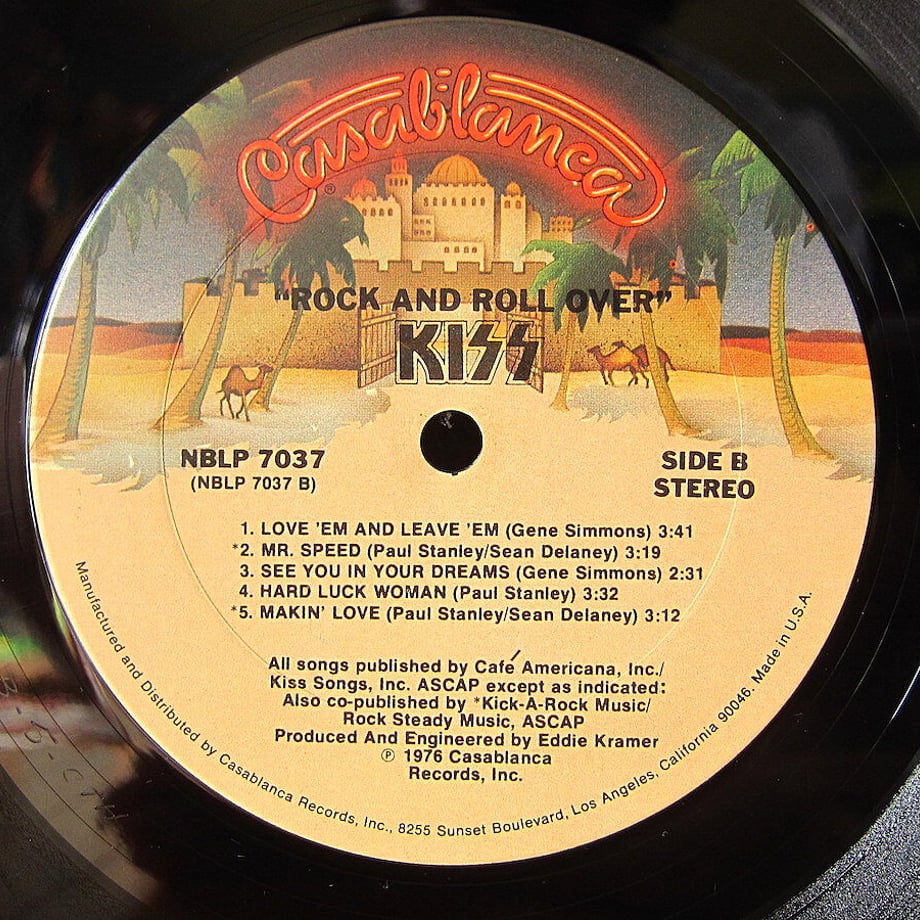 Casablanca
®
"ROCK AND ROLL OVER"
KISS
NBLP 7037
(NBLP 7037 B)
SIDE B
STEREO
1. LOVE 'EM AND LEAVE 'EM (Gene Simmons) 3:41
*2. MR. SPEED (Paul Stanley/Sean Delaney) 3:19
3. SEE YOU IN YOUR DREAMS (Gene Simmons) 2:31
4. HARD LUCK WOMAN (Paul Stanley) 3:32
*5. MAKIN' LOVE (Paul Stanley/Sean Delaney) 3:12
All songs published by Café Americana, Inc./
Kiss Songs, Inc. ASCAP except as indicated:
Also co-published by *Kick-A-Rock Music/
Rock Steady Music, ASCAP
Produced And Engineered by Eddie Kramer
℗ 1976 Casablanca
Records, Inc.
Manufactured and Distributed by Casablanca Records, Inc., 8255 Sunset Boulevard, Los Angeles, California 90046. Made in U.S.A.